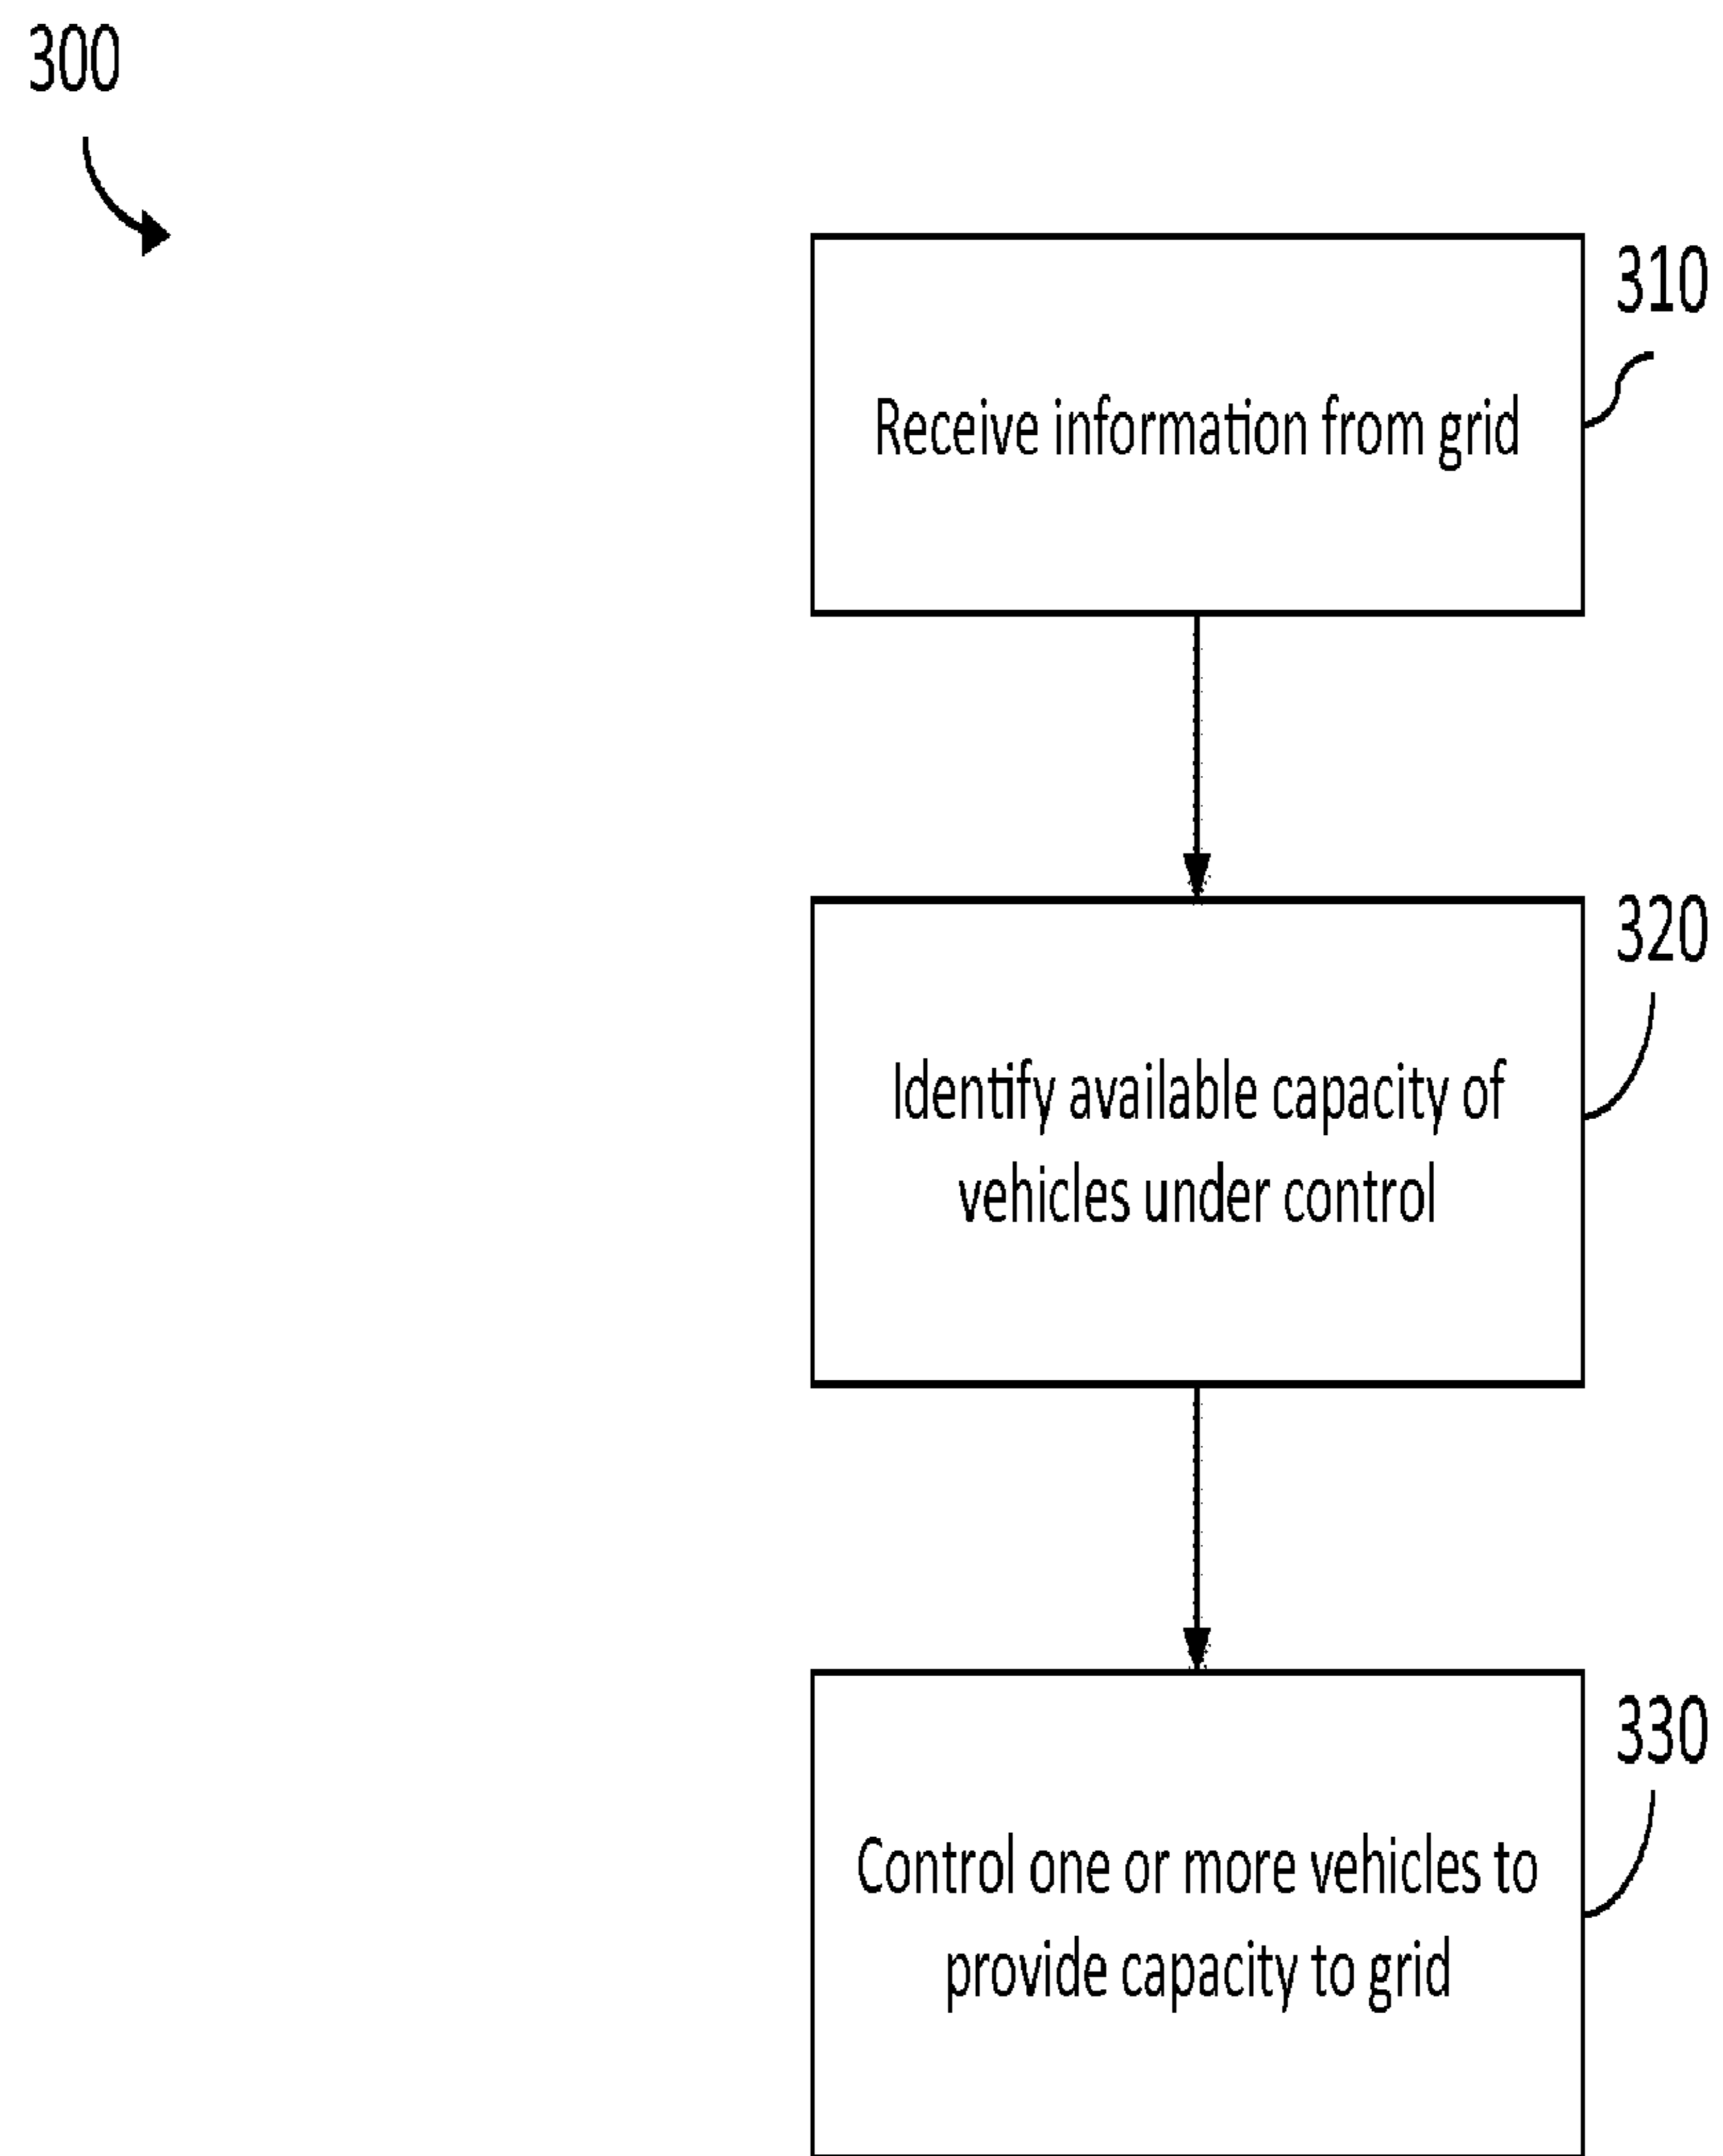 300
310
Receive information from grid
320
Identify available capacity of
vehicles under control
330
Control one or more vehicles to
provide capacity to grid